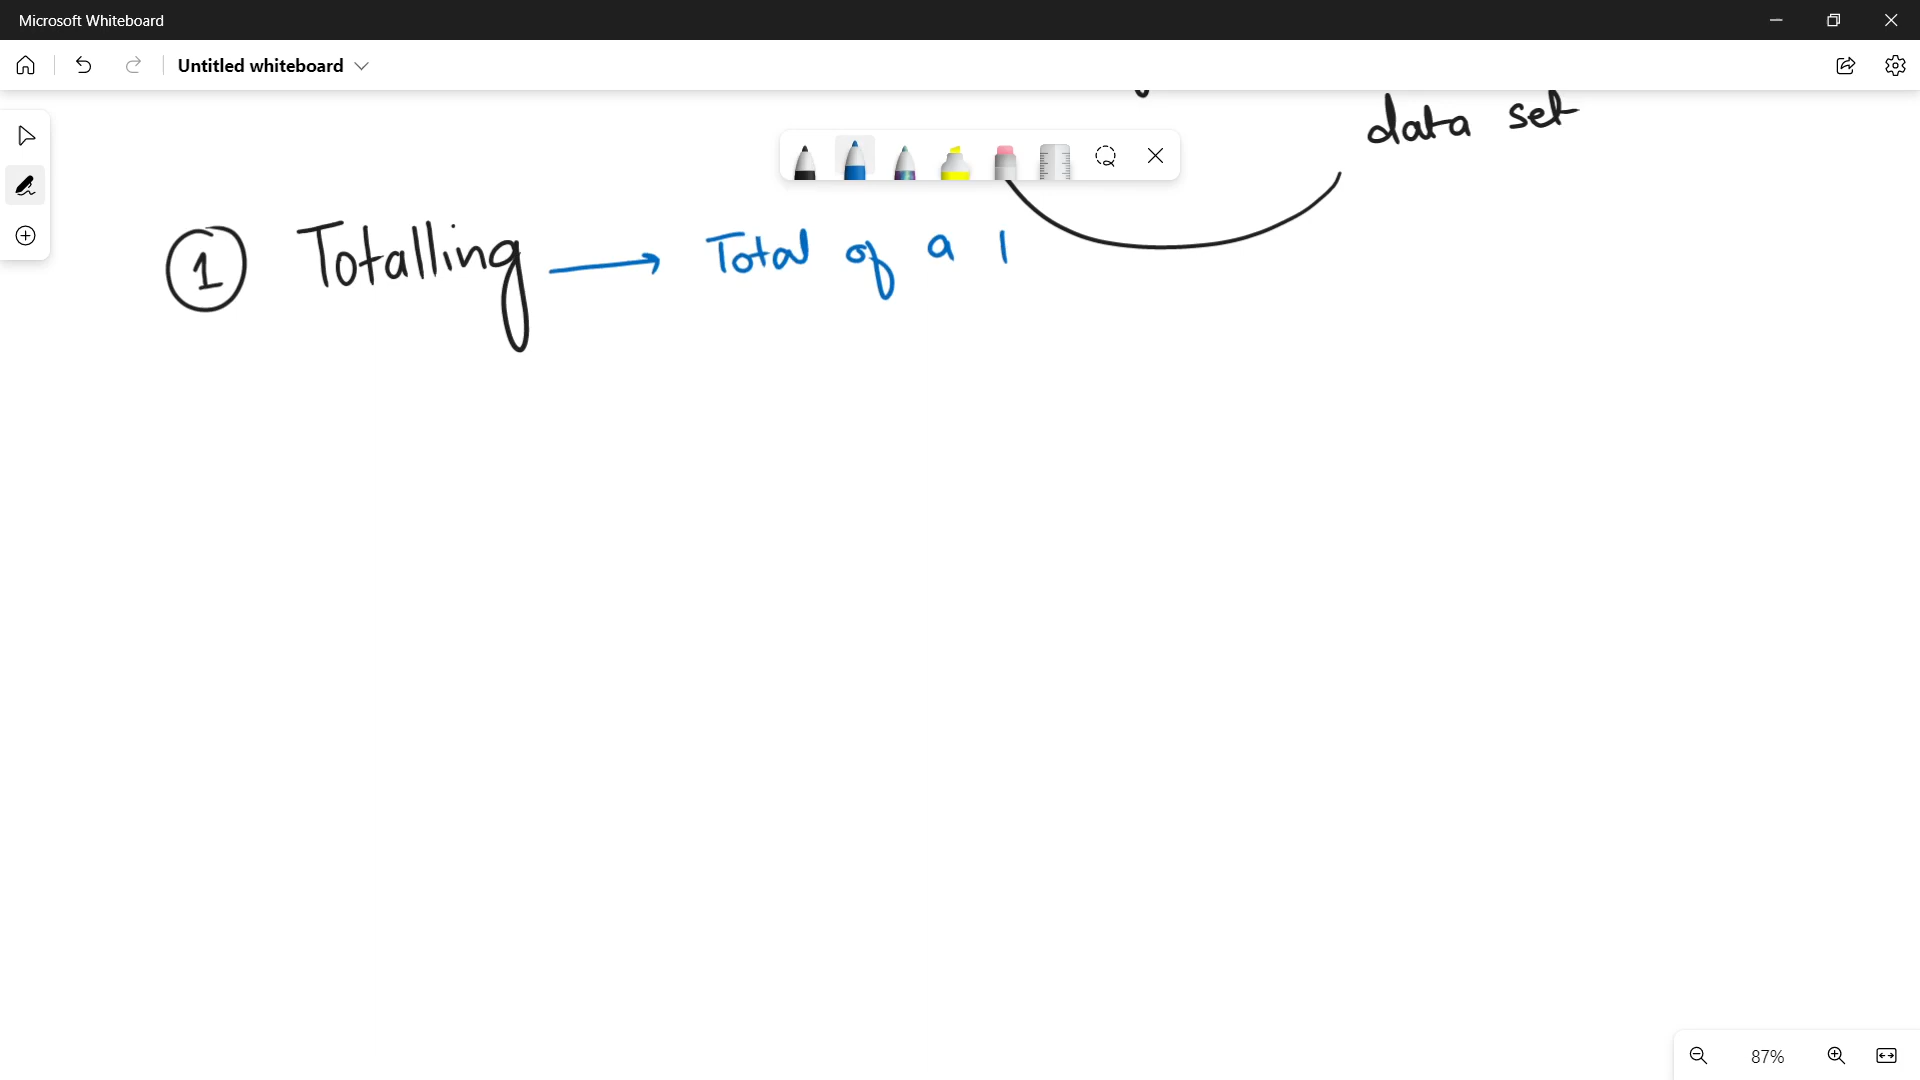 Microsoft Whiteboard
Untitled whiteboard
data set
1 Totalling → Total of a
87%